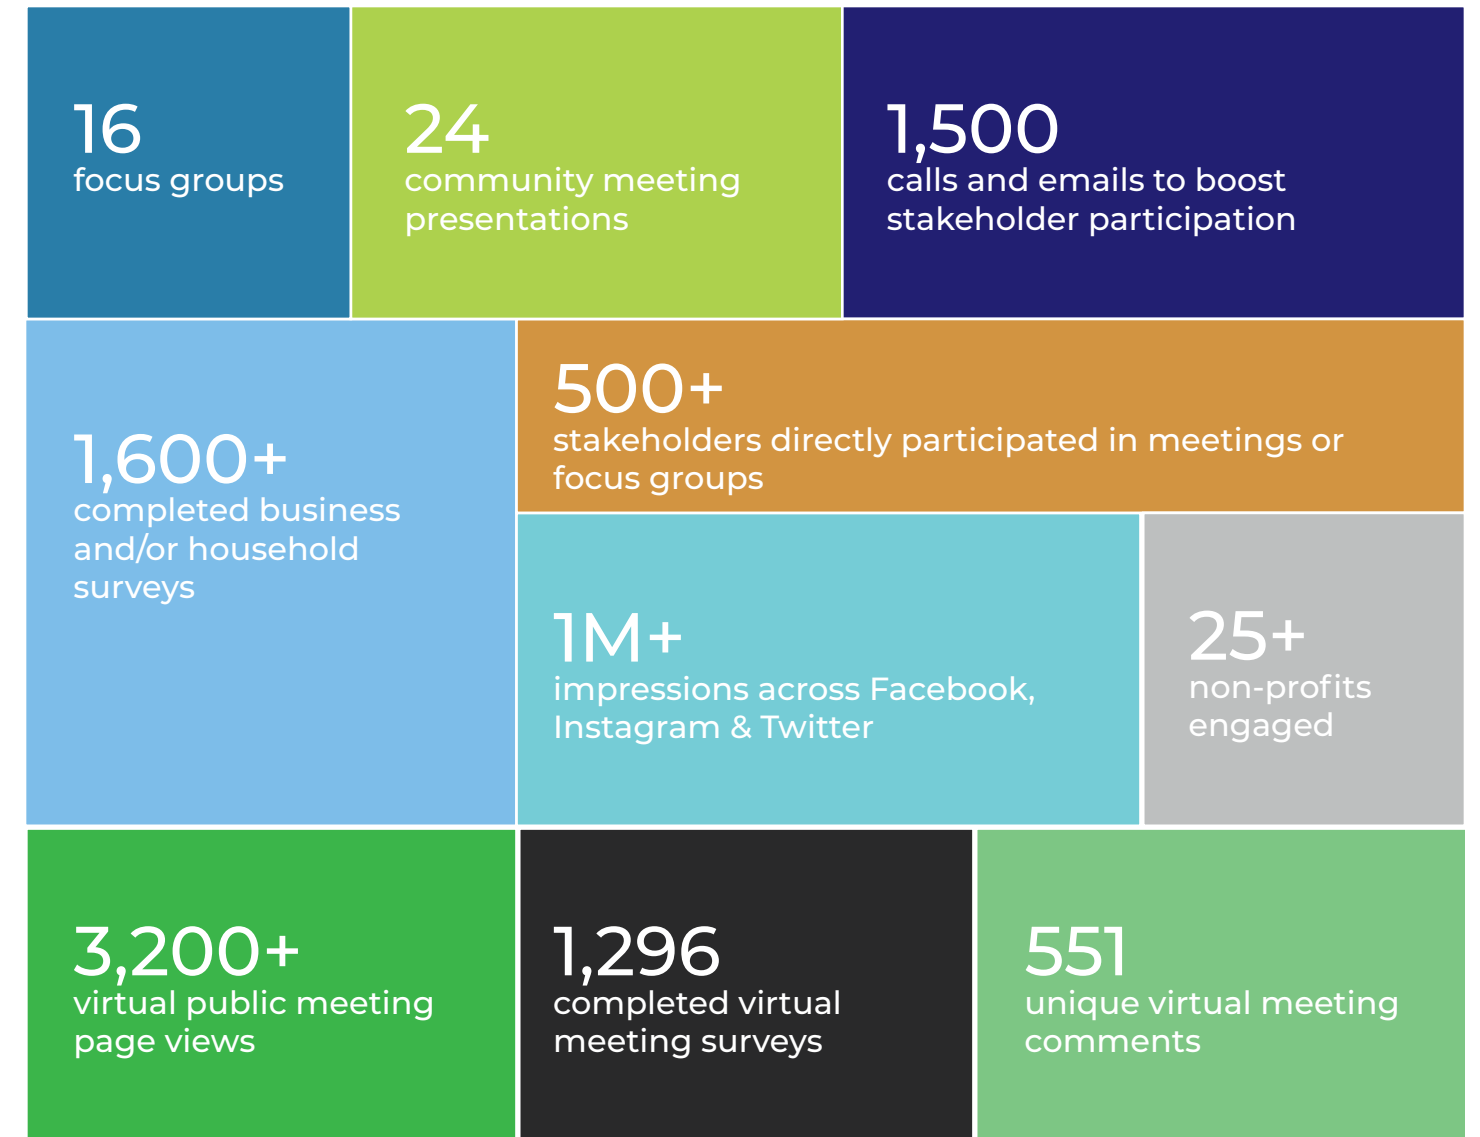 16
focus groups
24
community meeting
presentations
1,500
calls and emails to boost
stakeholder participation
1,600+
completed business
and/or household
surveys
500+
stakeholders directly participated in meetings or
focus groups
1M+
impressions across Facebook,
Instagram & Twitter
25+
non-profits
engaged
3,200+
virtual public meeting
page views
1,296
completed virtual
meeting surveys
551
unique virtual meeting
comments